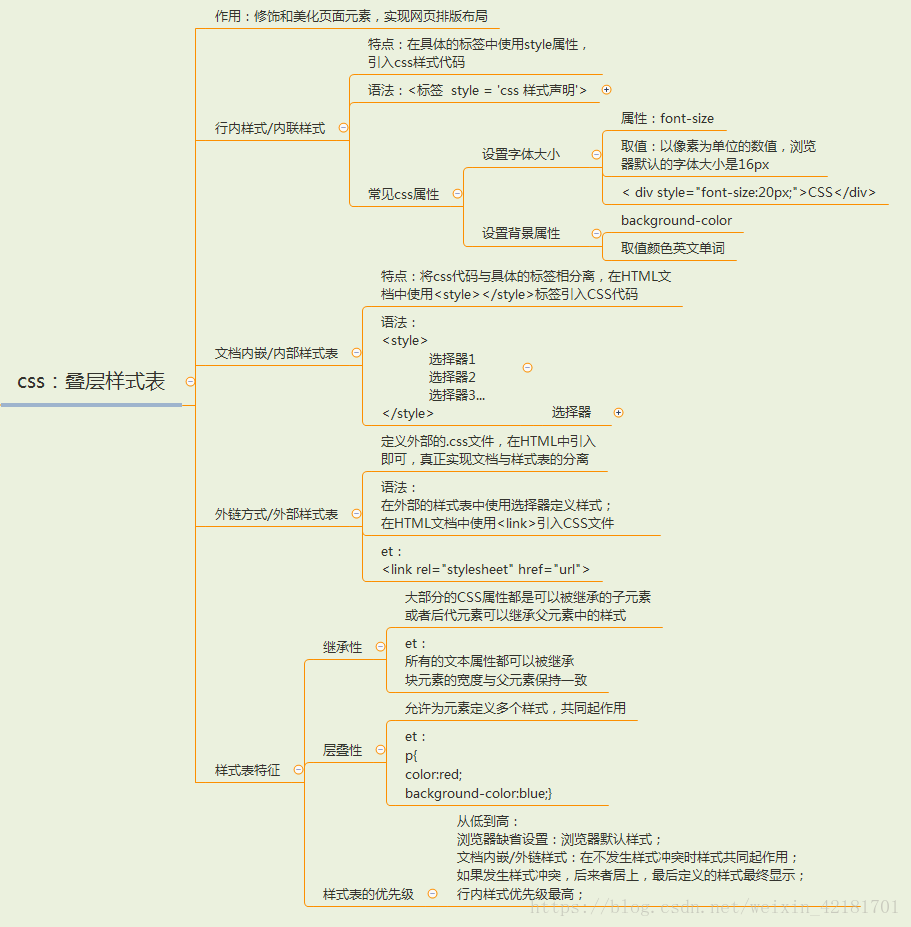 作用：修饰和美化页面元素，实现网页排版布局
特点：在具体的标签中使用style属性，
引入css样式代码
语法：<标签 style = 'css 样式声明'>
行内样式/内联样式
属性：font-size
设置字体大小
取值：以像素为单位的数值，浏览
器默认的字体大小是16px
常见css属性
< div style="font-size:20px;">CSS</div>
background-color
设置背景属性
取值颜色英文单词
特点：将css代码与具体的标签相分离，在HTML文
档中使用<style></style>标签引入CSS代码
语法：
<style>
文档内嵌/内部样式表
选择器1
选择器2
选择器3...
</style>
选择器
css：叠层样式表
定义外部的.css文件，在HTML中引入
即可，真正实现文档与样式表的分离
语法：
外链方式/外部样式表
在外部的样式表中使用选择器定义样式；
在HTML文档中使用<link>引入CSS文件
et：
<link rel="stylesheet" href="url">
大部分的CSS属性都是可以被继承的子元素
或者后代元素可以继承父元素中的样式
继承性
et：
所有的文本属性都可以被继承
块元素的宽度与父元素保持一致
允许为元素定义多个样式，共同起作用
层叠性
et：
p{
color:red;
background-color:blue;}
样式表特征
从低到高：
浏览器缺省设置：浏览器默认样式；
文档内嵌/外链样式：在不发生样式冲突时样式共同起作用；
如果发生样式冲突，后来者居上，最后定义的样式最终显示；
样式表的优先级
行内样式优先级最高；
https://blog.csdn.net/weixin_42181701